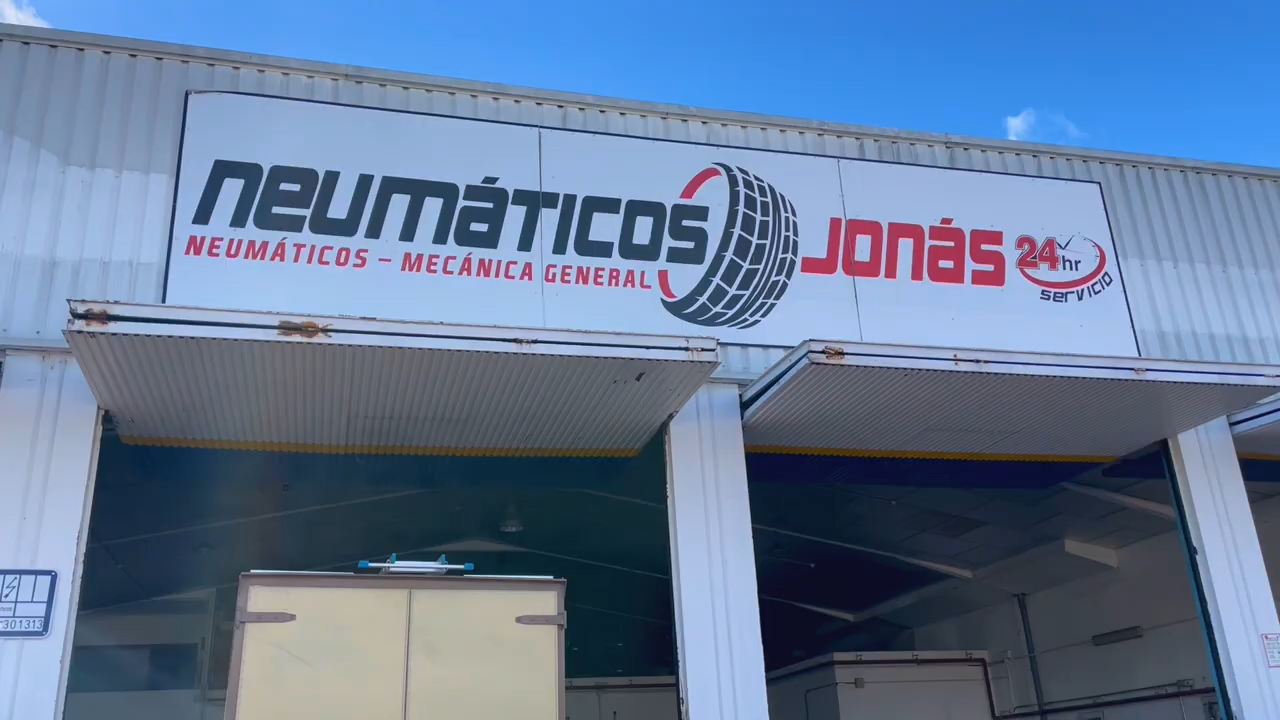 neumáticos JONÁS 24hr
NEUMÁTICOS – MECÁNICA GENERAL
servicio
301313